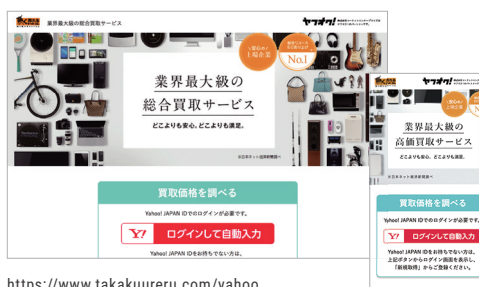 業界最大級の総合買取サービス
ヤフオク!
安心の
上場企業
No.1
業界最大級の
総合買取サービス
どこよりも安心、どこよりも満足。
買取価格を調べる
Yahoo! JAPAN IDでのログインが必要です。
Y! ログインして自動入力
Yahoo! JAPAN IDをお持ちでない方は、
ヤフオク!
業界最大級の
高価買取サービス
どこよりも安心、どこよりも満足。
買取価格を調べる
Yahoo! JAPAN IDでのログインが必要です。
Y! ログインして自動入力
Yahoo! JAPAN IDをお持ちでない方は、
上記ボタンからログイン画面を表示し、
「新規取得」からご登録ください。
https://www.takakuureru.com/yahoo